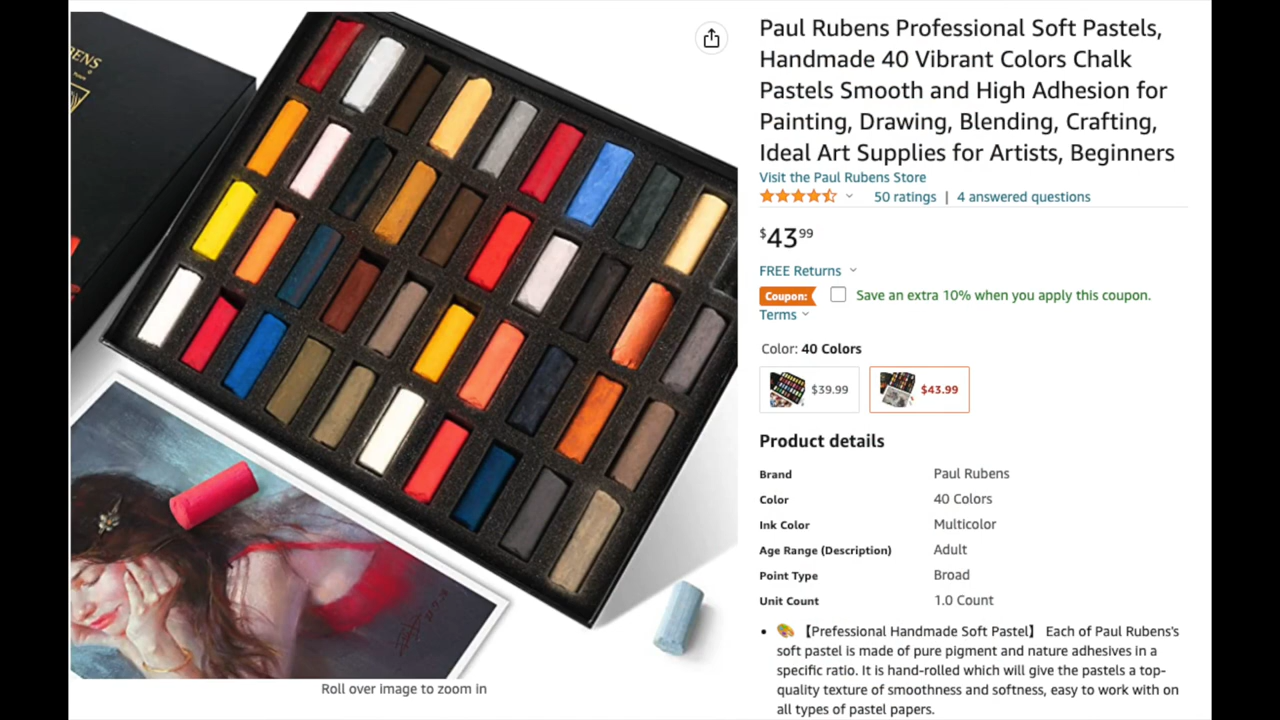 BENS
Paul Rubens Professional Soft Pastels,
Handmade 40 Vibrant Colors Chalk
Pastels Smooth and High Adhesion for
Painting, Drawing, Blending, Crafting,
Ideal Art Supplies for Artists, Beginners
Visit the Paul Rubens Store
50 ratings | 4 answered questions
$43 99
FREE Returns
Coupon: Save an extra 10% when you apply this coupon.
Terms
Color: 40 Colors
$39.99 $43.99
Product details
Brand Paul Rubens
Color 40 Colors
Ink Color Multicolor
Age Range (Description) Adult
Point Type Broad
Unit Count 1.0 Count
• 🎨 【Prefessional Handmade Soft Pastel】 Each of Paul Rubens's
soft pastel is made of pure pigment and nature adhesives in a
specific ratio. It is hand-rolled which will give the pastels a top-
quality texture of smoothness and softness, easy to work with on
all types of pastel papers.
Roll over image to zoom in